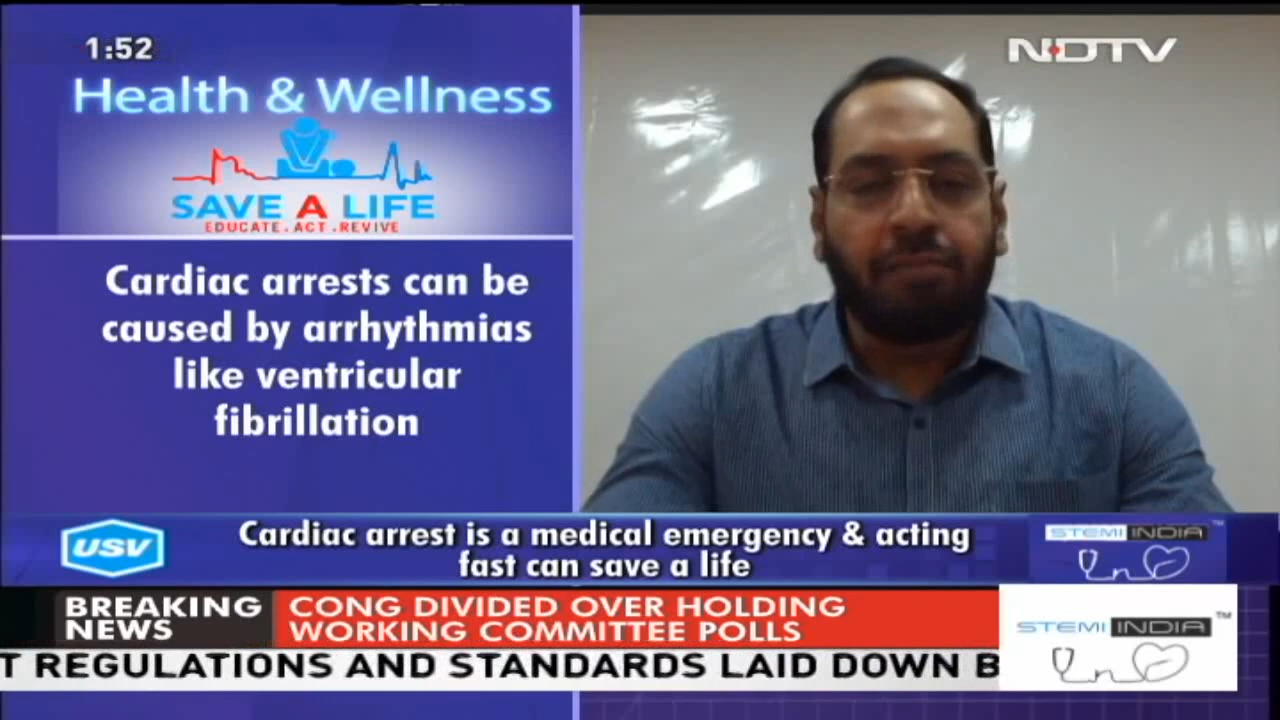 1:52
NDTV
Health & Wellness
SAVE A LIFE
EDUCATE . ACT . REVIVE
Cardiac arrests can be
caused by arrhythmias
like ventricular
fibrillation
USV
Cardiac arrest is a medical emergency & acting
fast can save a life
STEMI INDIA™
BREAKING
NEWS
CONG DIVIDED OVER HOLDING
WORKING COMMITTEE POLLS
STEMI INDIA™
T REGULATIONS AND STANDARDS LAID DOWN B